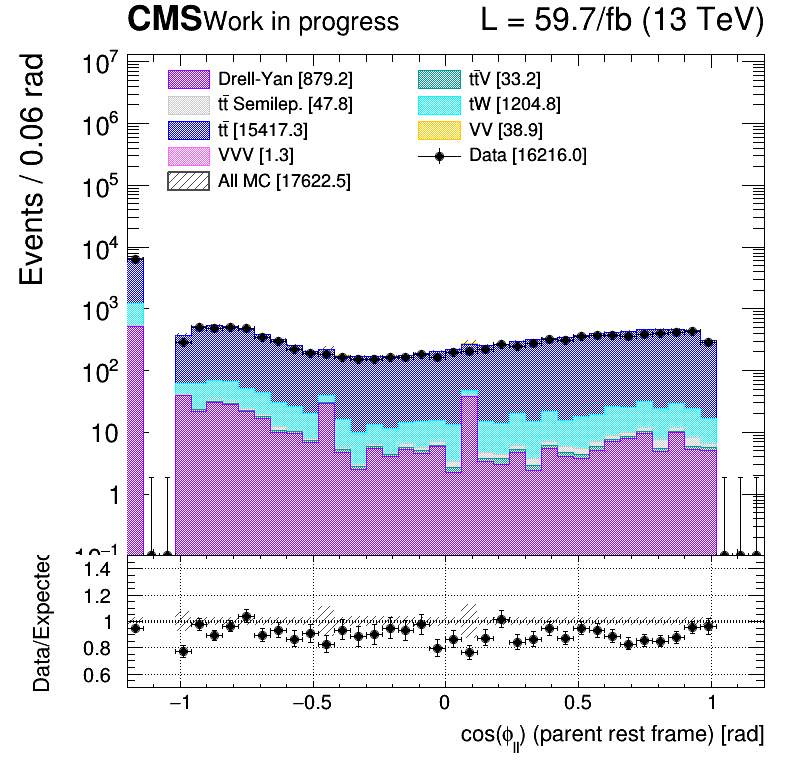 CMS Work in progress L = 59.7/fb (13 TeV)
Events / 0.06 rad
10⁷
10⁶
10⁵
10⁴
10³
10²
10
1
10⁻¹
Drell-Yan [879.2]
tt̄ Semilep. [47.8]
tt̄ [15417.3]
VVV [1.3]
All MC [17622.5]
tt̄V [33.2]
tW [1204.8]
VV [38.9]
Data [16216.0]
Data/Expected
1.4
1.2
1
0.8
0.6
−1 −0.5 0 0.5 1
cos(ϕ_ll) (parent rest frame) [rad]